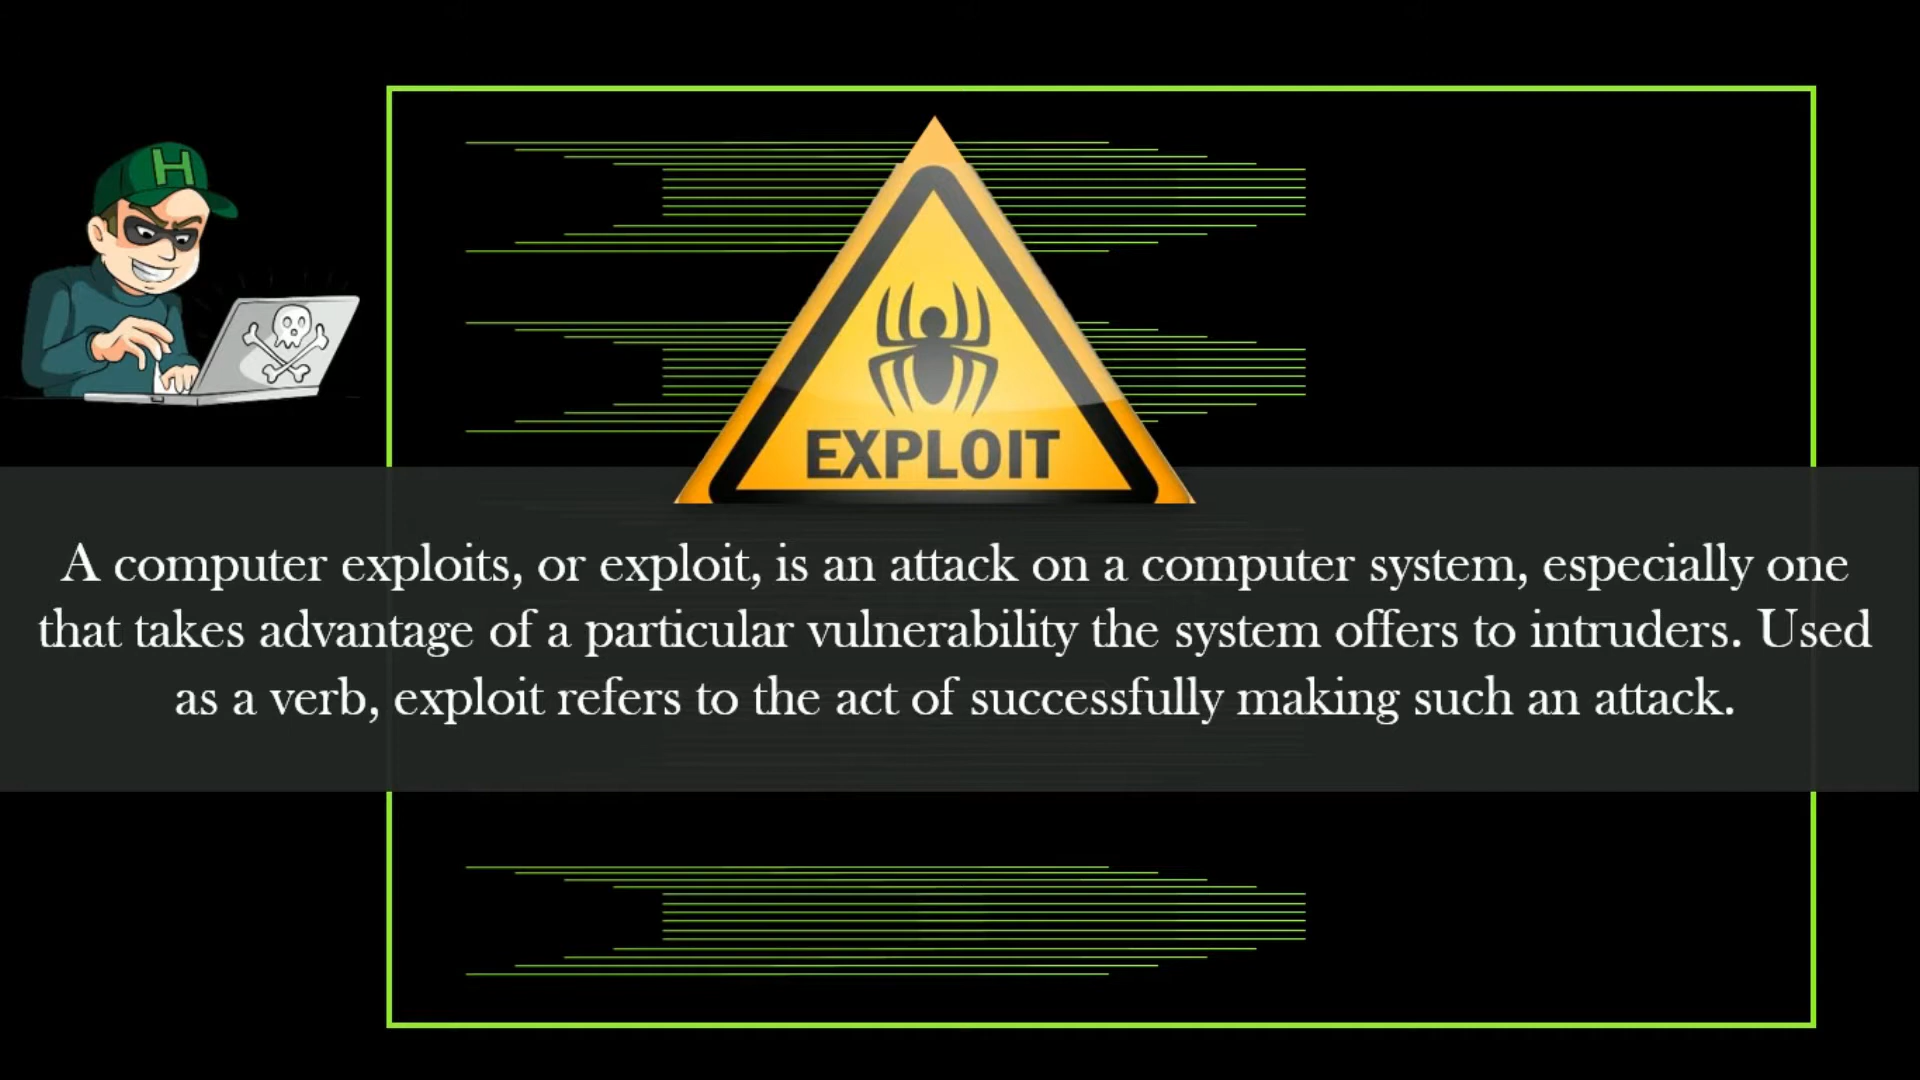 H
EXPLOIT
A computer exploits, or exploit, is an attack on a computer system, especially one
that takes advantage of a particular vulnerability the system offers to intruders. Used
as a verb, exploit refers to the act of successfully making such an attack.